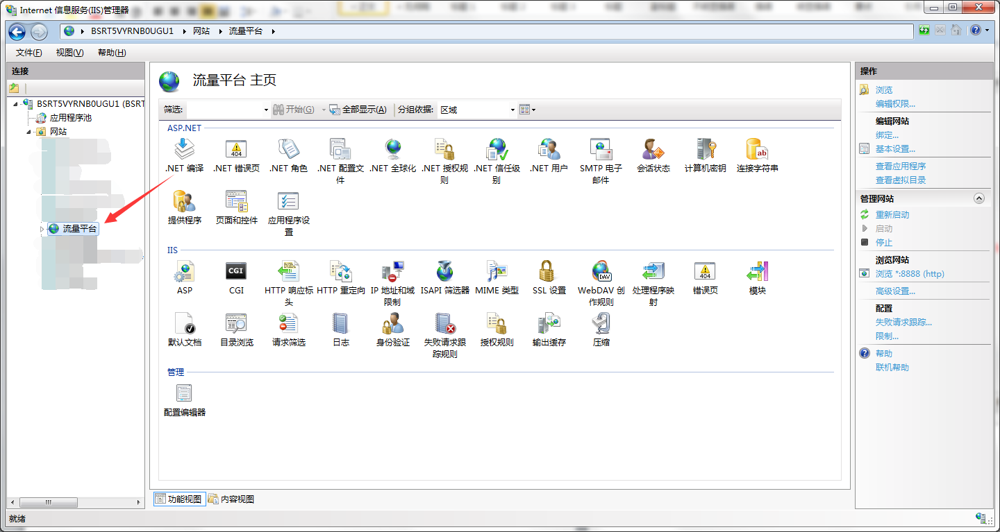 Internet 信息服务(IIS)管理器
BSRT5VYRNB0UGU1 网站 流量平台
文件(F) 视图(V) 帮助(H)
连接
BSRT5VYRNB0UGU1 (BSRT
应用程序池
网站
流量平台
流量平台 主页
筛选: 开始(G) 全部显示(A) 分组依据: 区域
ASP.NET
.NET 编译 .NET 错误页 .NET 角色 .NET 配置文件 .NET 全球化 .NET 授权规则 .NET 信任级别 .NET 用户 SMTP 电子邮件 会话状态 计算机密钥 连接字符串
提供程序 页面和控件 应用程序设置
IIS
404
CGI
DAV
404
ASP CGI HTTP 响应标头 HTTP 重定向 IP 地址和域限制 ISAPI 筛选器 MIME 类型 SSL 设置 WebDAV 创作规则 处理程序映射 错误页 模块
默认文档 目录浏览 请求筛选 日志 身份验证 失败请求跟踪规则 授权规则 输出缓存 压缩
管理
配置编辑器
功能视图 内容视图
操作
浏览
编辑权限...
编辑网站
绑定...
基本设置...
查看应用程序
查看虚拟目录
管理网站
重新启动
启动
停止
浏览网站
浏览 *:8888 (http)
高级设置...
配置
失败请求跟踪...
限制...
帮助
联机帮助
就绪